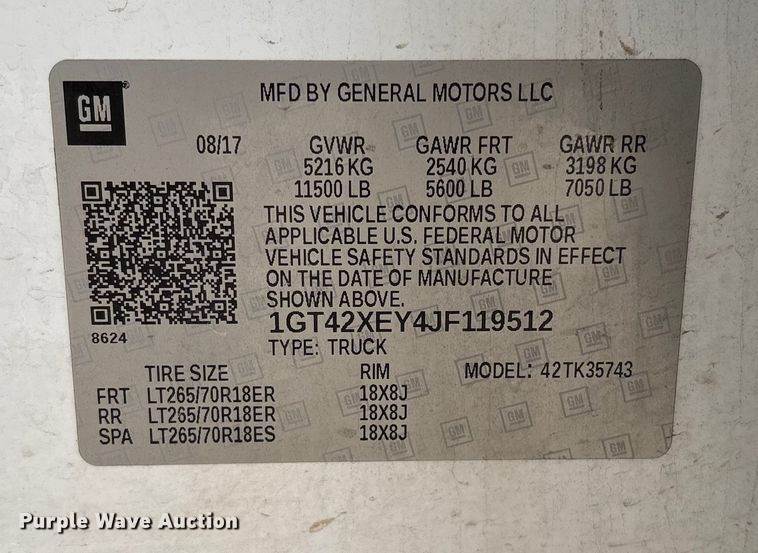 GM
MFD BY GENERAL MOTORS LLC
08/17 GVWR GAWR FRT GAWR RR
5216 KG 2540 KG 3198 KG
11500 LB 5600 LB 7050 LB
THIS VEHICLE CONFORMS TO ALL
APPLICABLE U.S. FEDERAL MOTOR
VEHICLE SAFETY STANDARDS IN EFFECT
ON THE DATE OF MANUFACTURE
SHOWN ABOVE.
8624
1GT42XEY4JF119512
TYPE: TRUCK
TIRE SIZE RIM MODEL: 42TK35743
FRT LT265/70R18ER 18X8J
RR LT265/70R18ER 18X8J
SPA LT265/70R18ES 18X8J
Purple Wave Auction